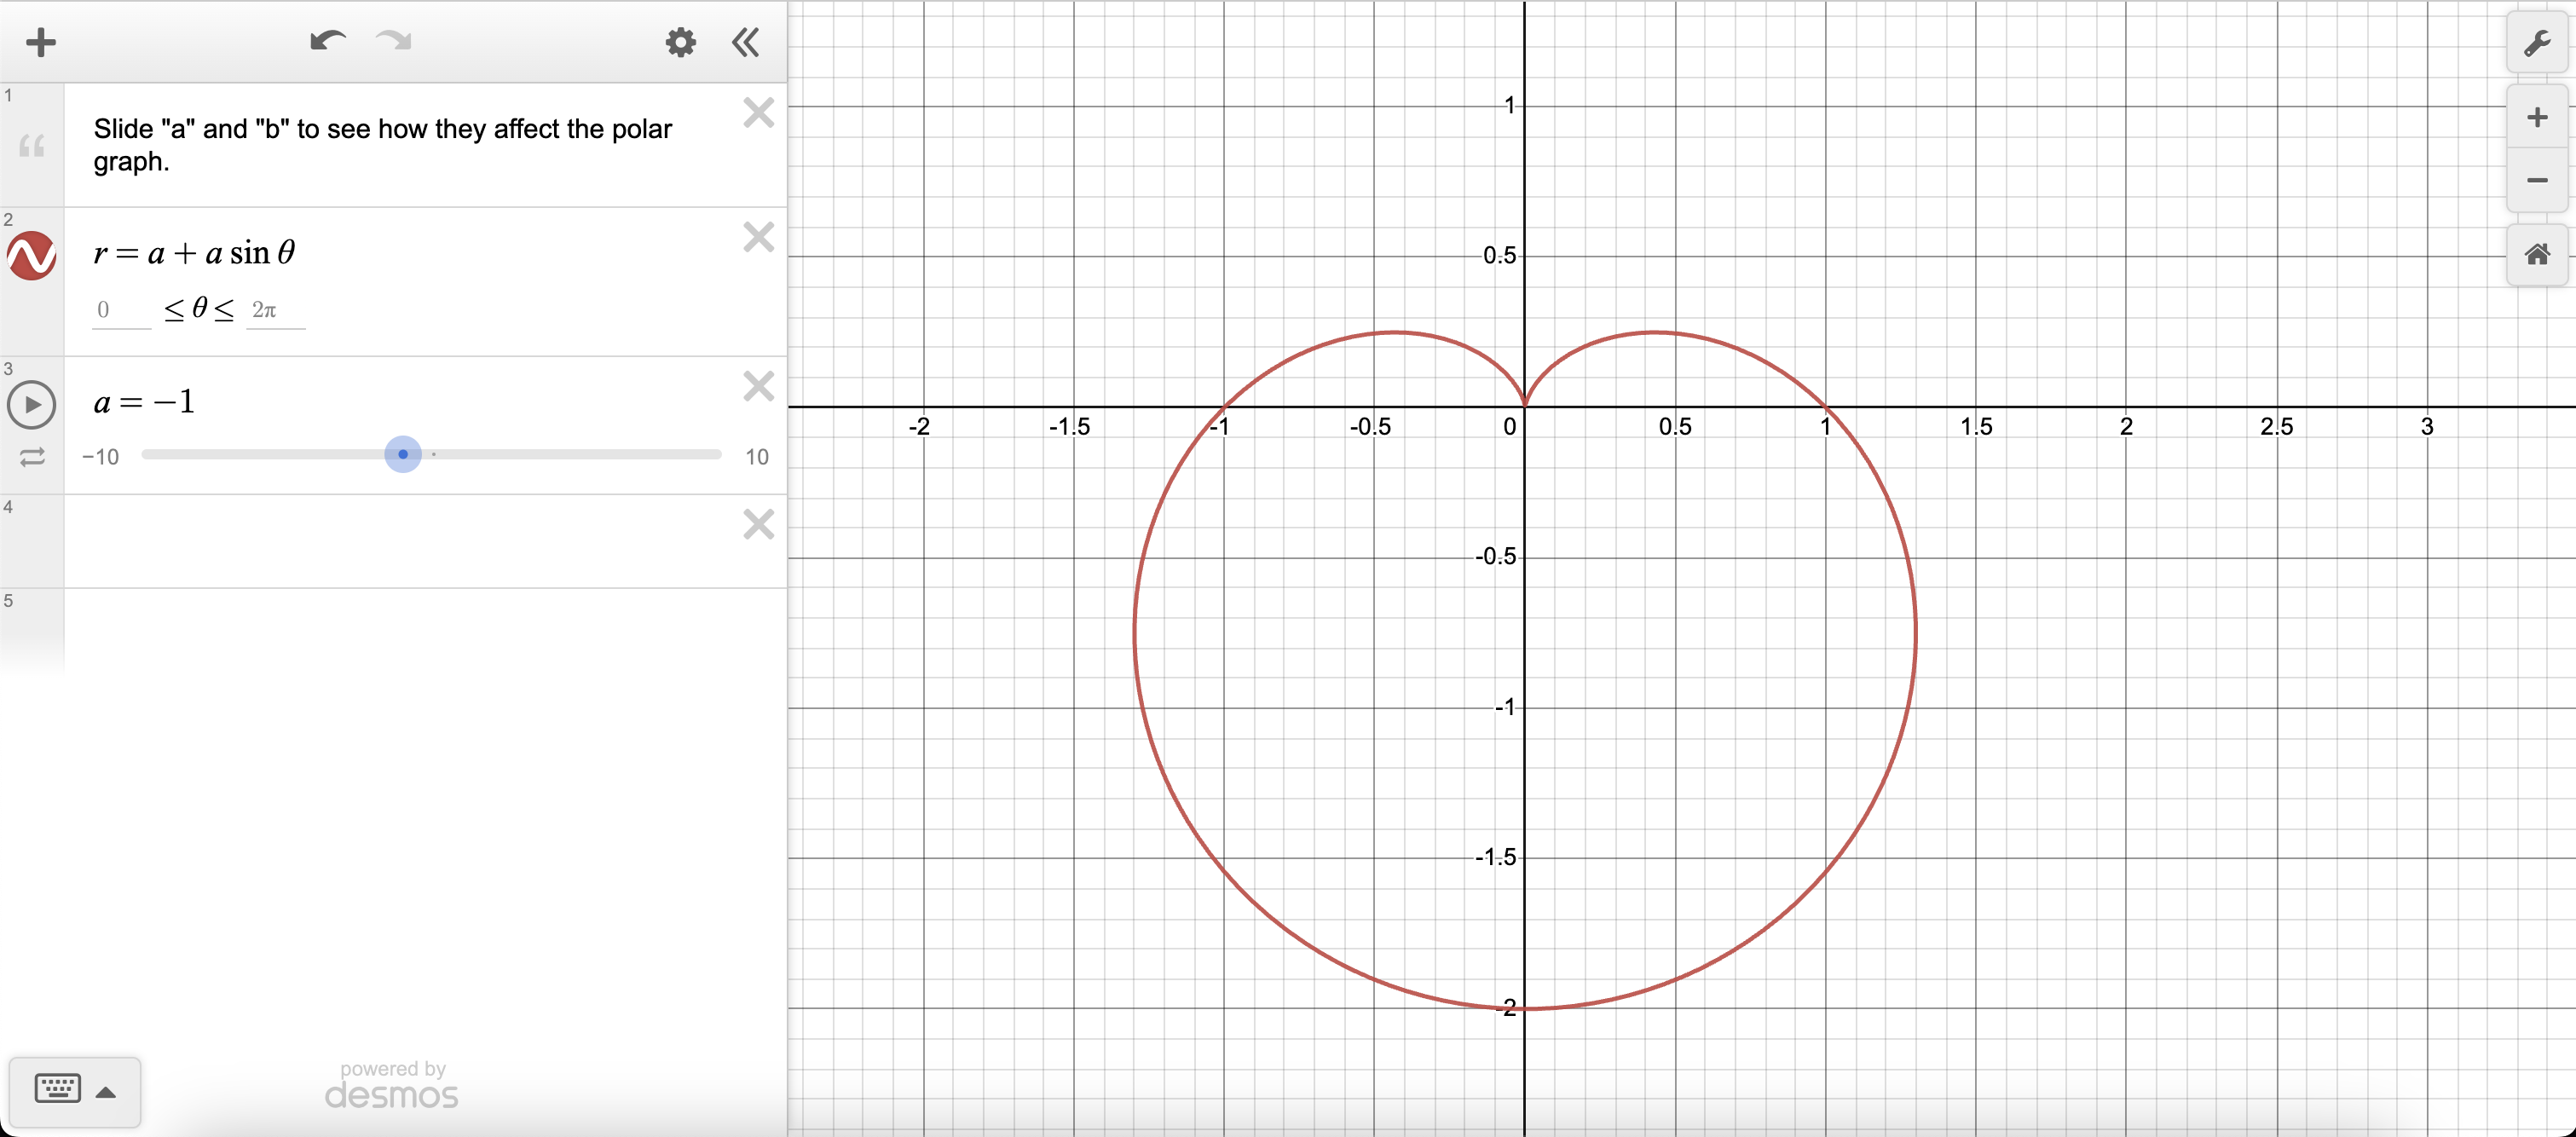 1
Slide "a" and "b" to see how they affect the polar
graph.
2
r = a + a sin θ
0 ≤ θ ≤ 2π
3
a = −1
−10 10
4
5
powered by
desmos
1
0.5
-2 -1.5 -1 -0.5 0 0.5 1 1.5 2 2.5 3
-0.5
-1
-1.5
-2